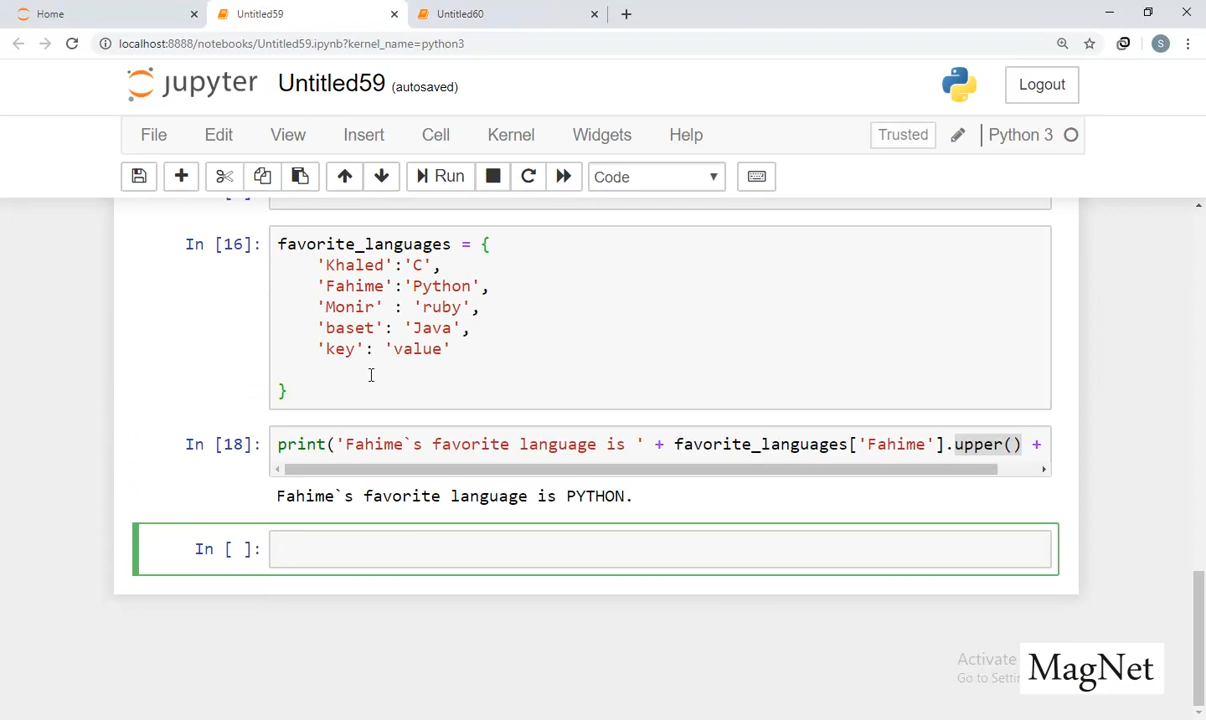 Home
Untitled59
Untitled60
localhost:8888/notebooks/Untitled59.ipynb?kernel_name=python3
S
jupyter Untitled59 (autosaved)
Logout
File Edit View Insert Cell Kernel Widgets Help
Trusted Python 3
Run Code
In [16]:
favorite_languages = {
'Khaled':'C',
'Fahime':'Python',
'Monir' : 'ruby',
'baset': 'Java',
'key': 'value'
}
In [18]:
print('Fahime`s favorite language is ' + favorite_languages['Fahime'].upper() +
Fahime`s favorite language is PYTHON.
In [ ]:
Activate
Go to Setti
MagNet